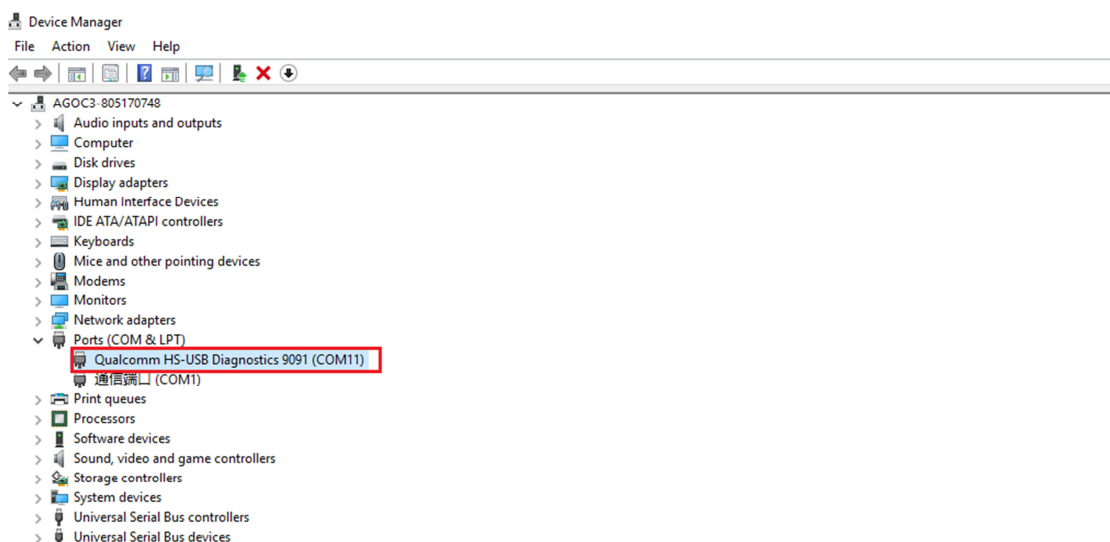 Device Manager
File Action View Help
AGOC3-805170748
Audio inputs and outputs
Computer
Disk drives
Display adapters
Human Interface Devices
IDE ATA/ATAPI controllers
Keyboards
Mice and other pointing devices
Modems
Monitors
Network adapters
Ports (COM & LPT)
Qualcomm HS-USB Diagnostics 9091 (COM11)
通信端口 (COM1)
Print queues
Processors
Software devices
Sound, video and game controllers
Storage controllers
System devices
Universal Serial Bus controllers
Universal Serial Bus devices